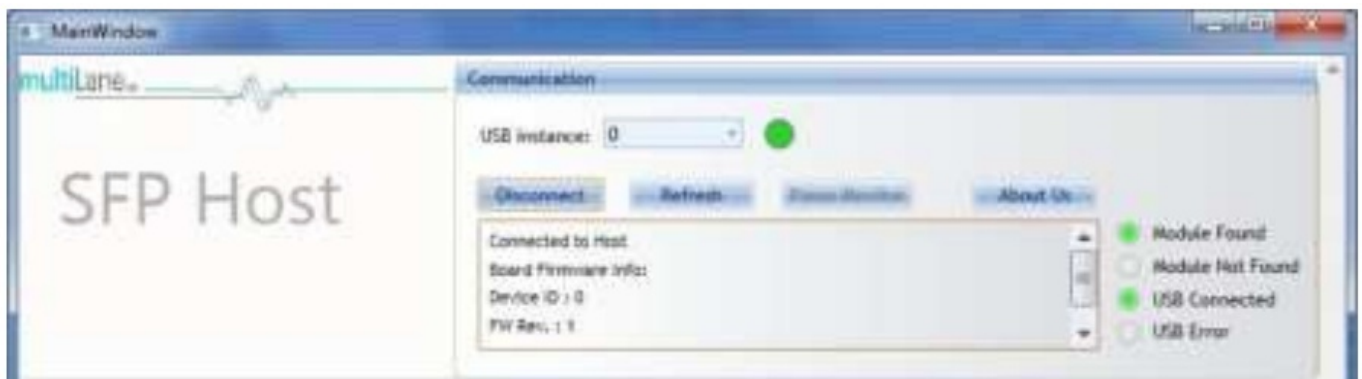 MainWindow
multiLane
SFP Host
Communication
USB instance: 0
Disconnect Refresh About Us
Connected to Host
Board Firmware Info:
Device ID : 0
FW Rev. : 1
Module Found
Module Not Found
USB Connected
USB Error